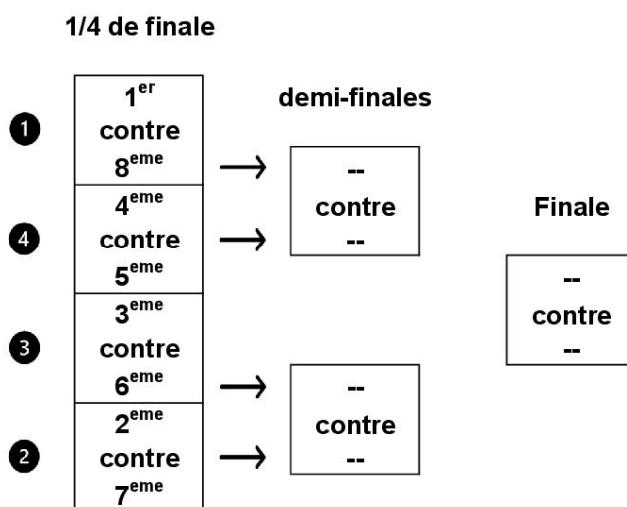 1/4 de finale
1er
contre
8eme
4eme
contre
5eme
3eme
contre
6eme
2eme
contre
7eme
1
4
3
2
demi-finales
--
contre
--
--
contre
--
Finale
--
contre
--